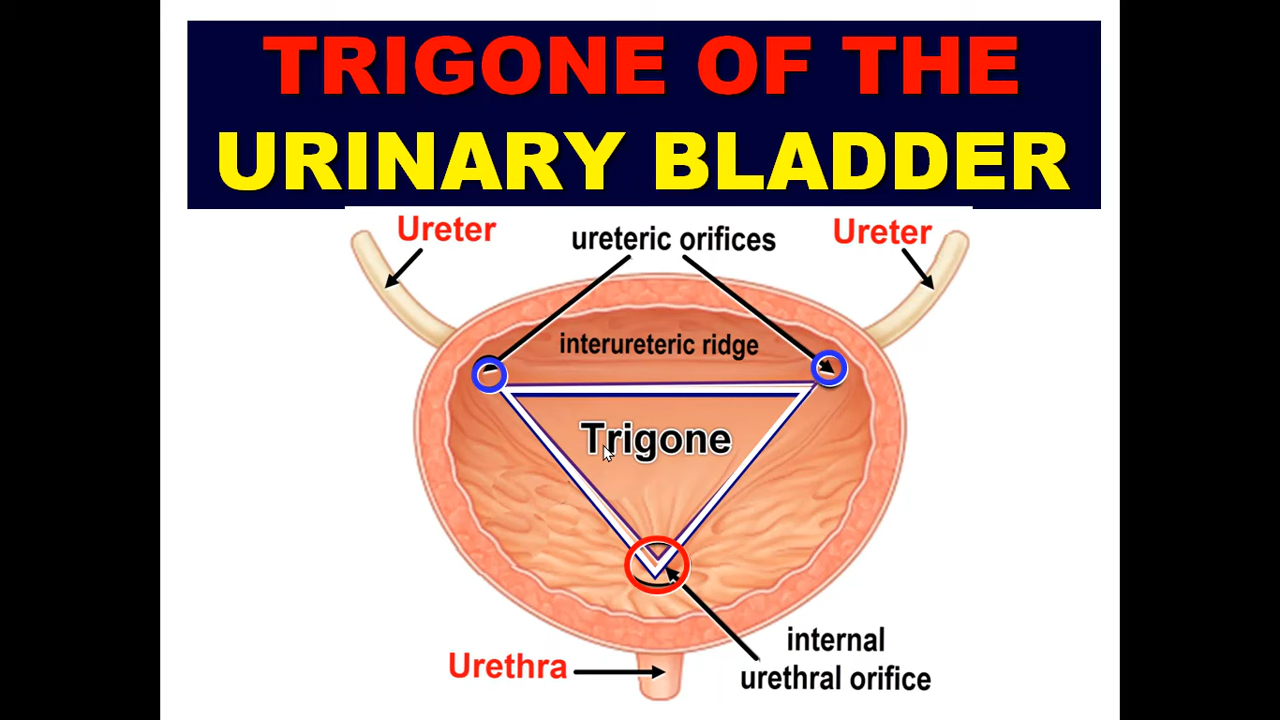 TRIGONE OF THE
URINARY BLADDER
Ureter
ureteric orifices
Ureter
interureteric ridge
Trigone
internal
urethral orifice
Urethra